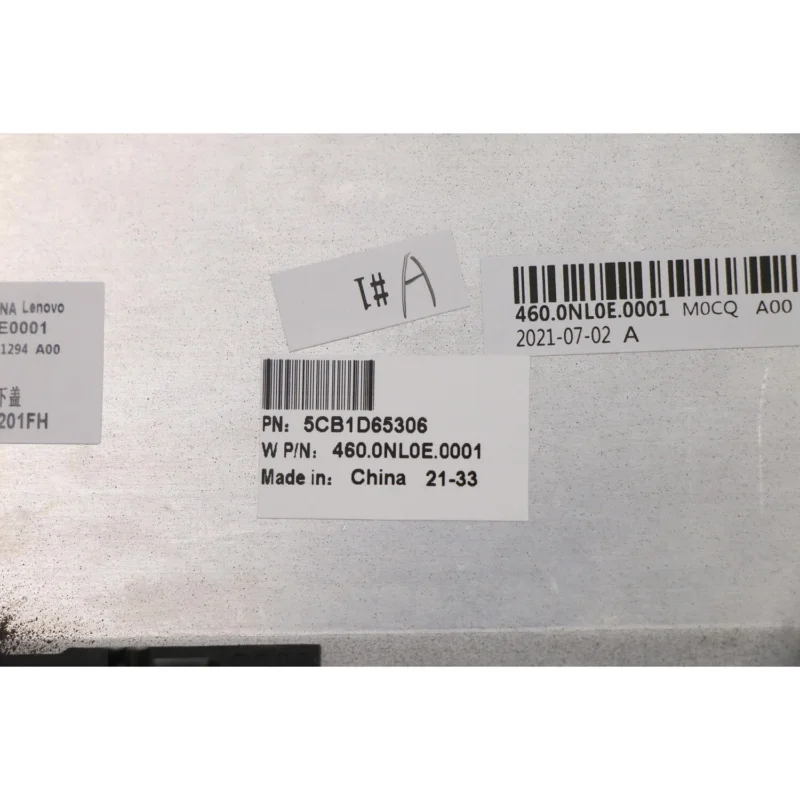 NA Lenovo
E0001
1294 A00
下盖
201FH
1# A
460.0NL0E.0001 M0CQ A00
2021-07-02 A
PN: 5CB1D65306
W P/N: 460.0NL0E.0001
Made in: China 21-33